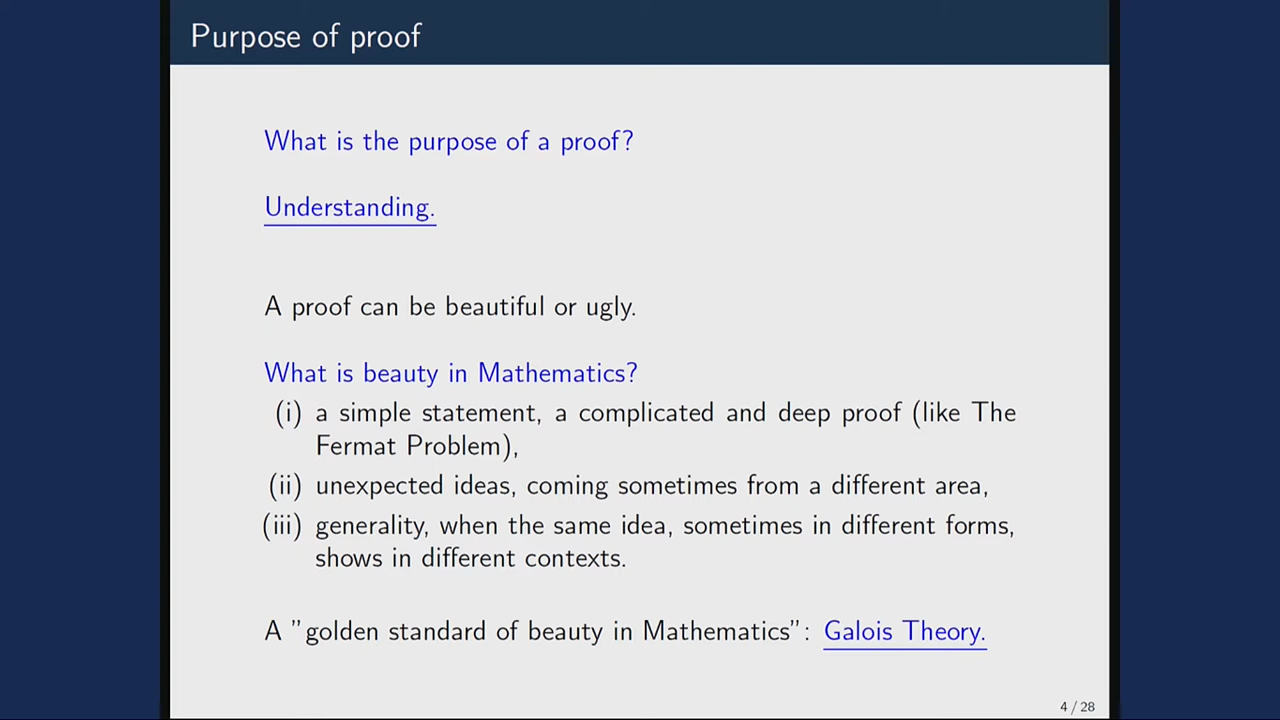 Purpose of proof
What is the purpose of a proof?
Understanding.
A proof can be beautiful or ugly.
What is beauty in Mathematics?
(i) a simple statement, a complicated and deep proof (like The
Fermat Problem),
(ii) unexpected ideas, coming sometimes from a different area,
(iii) generality, when the same idea, sometimes in different forms,
shows in different contexts.
A ”golden standard of beauty in Mathematics”: Galois Theory.
4 / 28